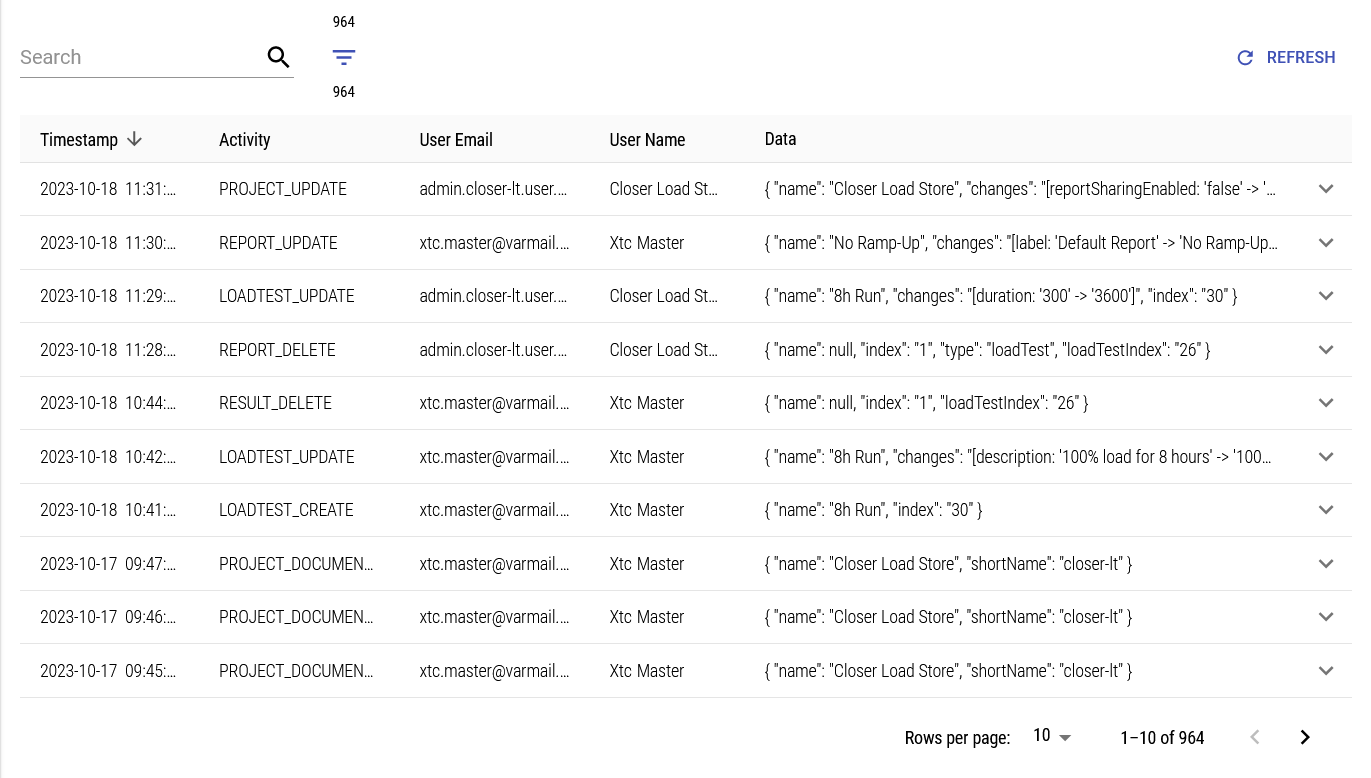 964
Search
REFRESH
964
Timestamp Activity User Email User Name Data
2023-10-18 11:31:... PROJECT_UPDATE admin.closer-lt.user.... Closer Load St... { "name": "Closer Load Store", "changes": "[reportSharingEnabled: 'false' -> '...
2023-10-18 11:30:... REPORT_UPDATE xtc.master@varmail.... Xtc Master { "name": "No Ramp-Up", "changes": "[label: 'Default Report' -> 'No Ramp-Up...
2023-10-18 11:29:... LOADTEST_UPDATE admin.closer-lt.user.... Closer Load St... { "name": "8h Run", "changes": "[duration: '300' -> '3600']", "index": "30" }
2023-10-18 11:28:... REPORT_DELETE admin.closer-lt.user.... Closer Load St... { "name": null, "index": "1", "type": "loadTest", "loadTestIndex": "26" }
2023-10-18 10:44:... RESULT_DELETE xtc.master@varmail.... Xtc Master { "name": null, "index": "1", "loadTestIndex": "26" }
2023-10-18 10:42:... LOADTEST_UPDATE xtc.master@varmail.... Xtc Master { "name": "8h Run", "changes": "[description: '100% load for 8 hours' -> '100...
2023-10-18 10:41:... LOADTEST_CREATE xtc.master@varmail.... Xtc Master { "name": "8h Run", "index": "30" }
2023-10-17 09:47:... PROJECT_DOCUMEN... xtc.master@varmail.... Xtc Master { "name": "Closer Load Store", "shortName": "closer-lt" }
2023-10-17 09:46:... PROJECT_DOCUMEN... xtc.master@varmail.... Xtc Master { "name": "Closer Load Store", "shortName": "closer-lt" }
2023-10-17 09:45:... PROJECT_DOCUMEN... xtc.master@varmail.... Xtc Master { "name": "Closer Load Store", "shortName": "closer-lt" }
Rows per page: 10 1–10 of 964